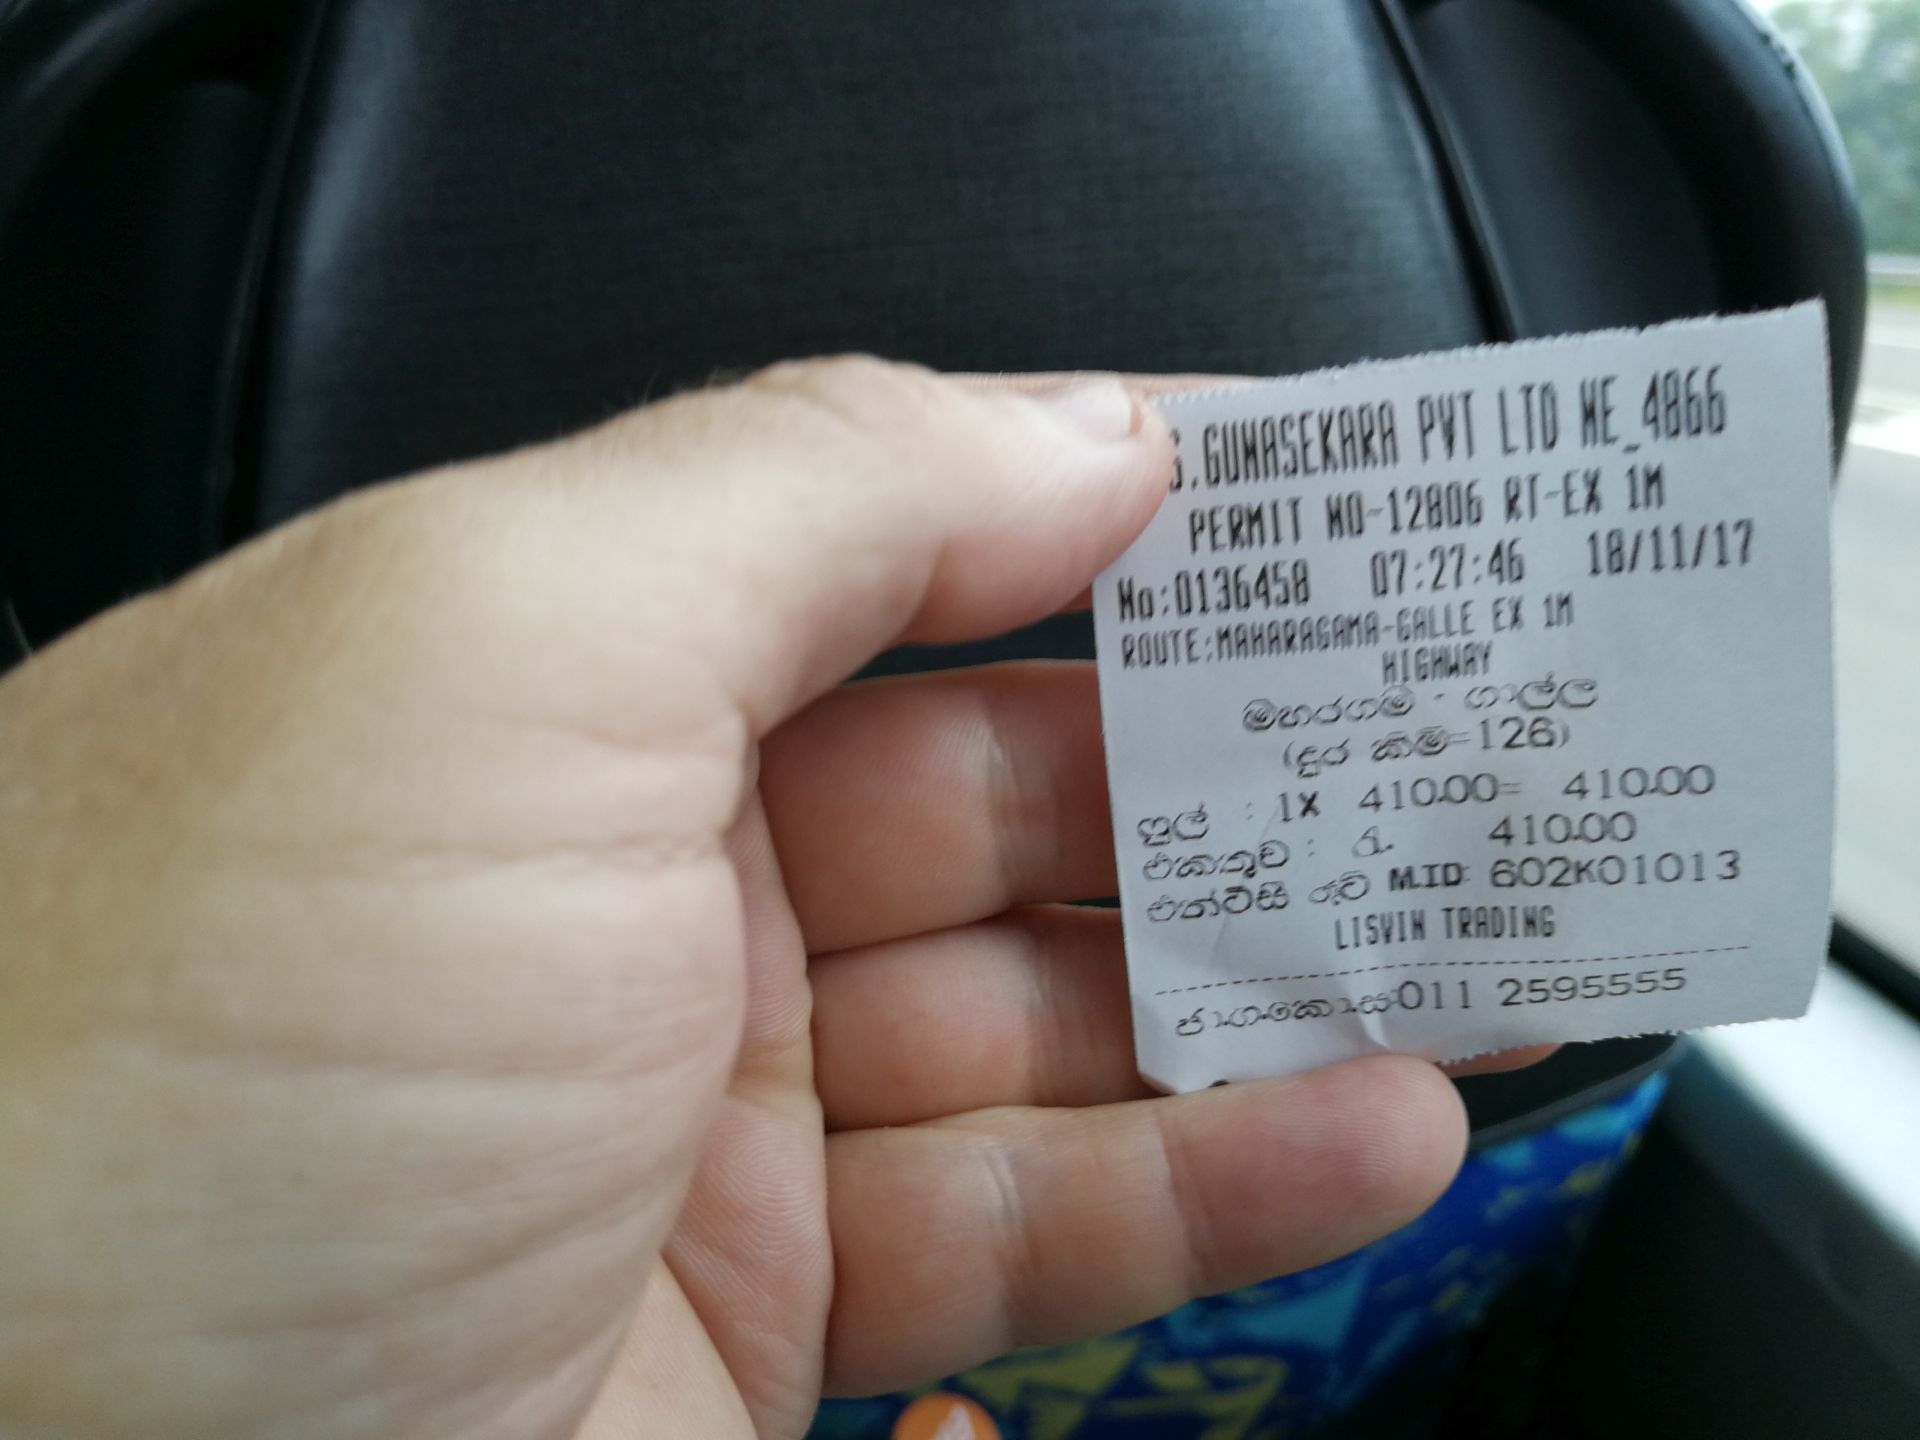 S.GUNASEKARA PVT LTD NE_4866
PERMIT NO-12806 RT-EX 1M
No:0136458 07:27:46 18/11/17
ROUTE:MAHARAGAMA-GALLE EX 1M
HIGHWAY
මහරගම - ගාල්ල
(දුර කිමී=126)
ෆුල් : 1X 410.00= 410.00
එකතුව : රු. 410.00
එන්ටීසී රූට් M.ID: 602K01013
LISVIN TRADING
011 2595555